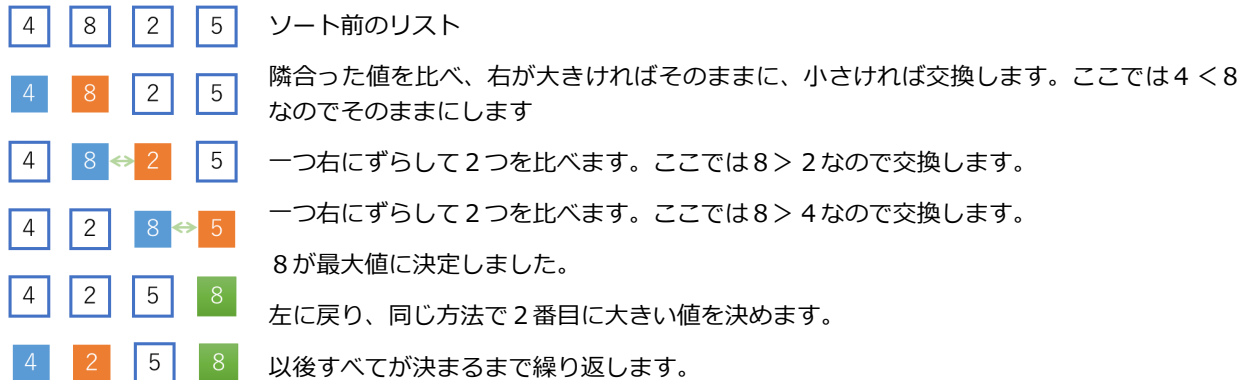 4 8 2 5 ソート前のリスト
4 8 2 5 隣合った値を比べ、右が大きければそのままに、小さければ交換します。ここでは4<8
なのでそのままにします
4 8 ⇔ 2 5 一つ右にずらして2つを比べます。ここでは8>2なので交換します。
4 2 8 ⇔ 5 一つ右にずらして2つを比べます。ここでは8>4なので交換します。
4 2 5 8 8が最大値に決定しました。
左に戻り、同じ方法で2番目に大きい値を決めます。
4 2 5 8 以後すべてが決まるまで繰り返します。